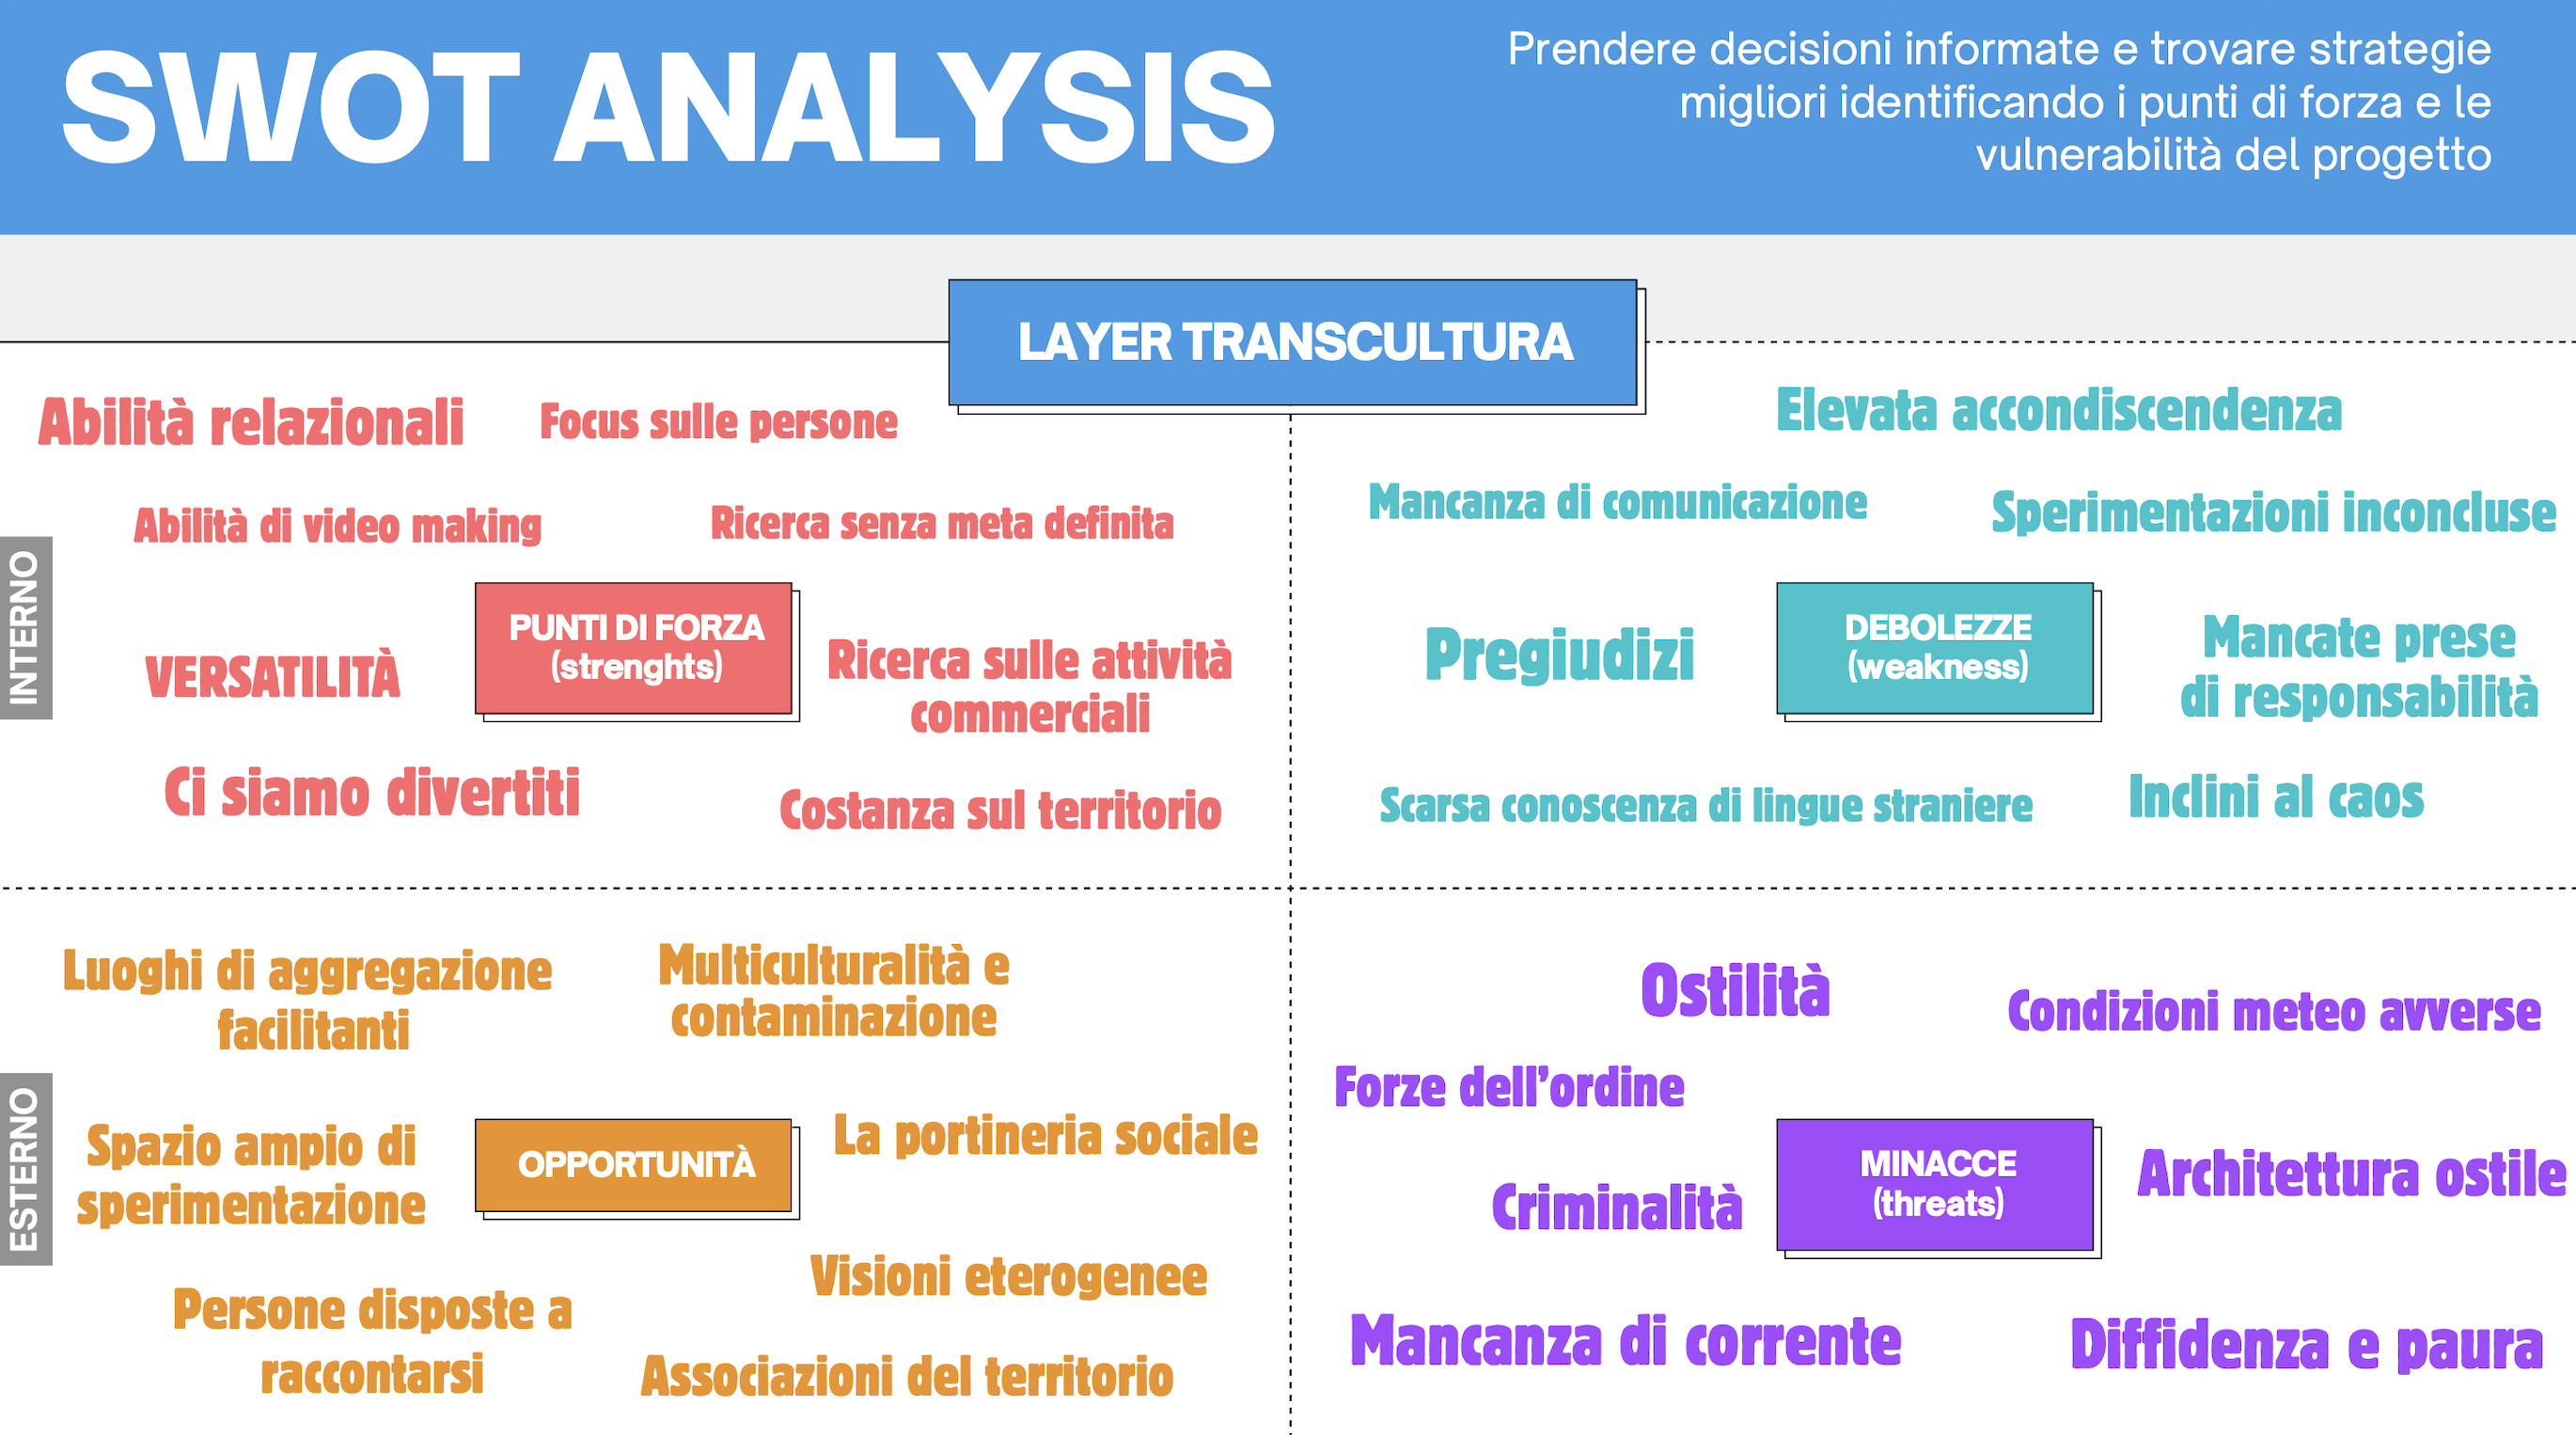 SWOT ANALYSIS
Prendere decisioni informate e trovare strategie
migliori identificando i punti di forza e le
vulnerabilità del progetto
LAYER TRANSCULTURA
INTERNO
Abilità relazionali
Focus sulle persone
Abilità di video making
Ricerca senza meta definita
PUNTI DI FORZA
(strenghts)
VERSATILITÀ
Ricerca sulle attività
commerciali
Ci siamo divertiti
Costanza sul territorio
Elevata accondiscendenza
Mancanza di comunicazione
Sperimentazioni inconcluse
Pregiudizi
DEBOLEZZE
(weakness)
Mancate prese
di responsabilità
Scarsa conoscenza di lingue straniere
Inclini al caos
ESTERNO
Luoghi di aggregazione
facilitanti
Multiculturalità e
contaminazione
Spazio ampio di
sperimentazione
OPPORTUNITÀ
La portineria sociale
Visioni eterogenee
Persone disposte a
raccontarsi
Associazioni del territorio
Ostilità
Condizioni meteo avverse
Forze dell’ordine
Criminalità
MINACCE
(threats)
Architettura ostile
Mancanza di corrente
Diffidenza e paura